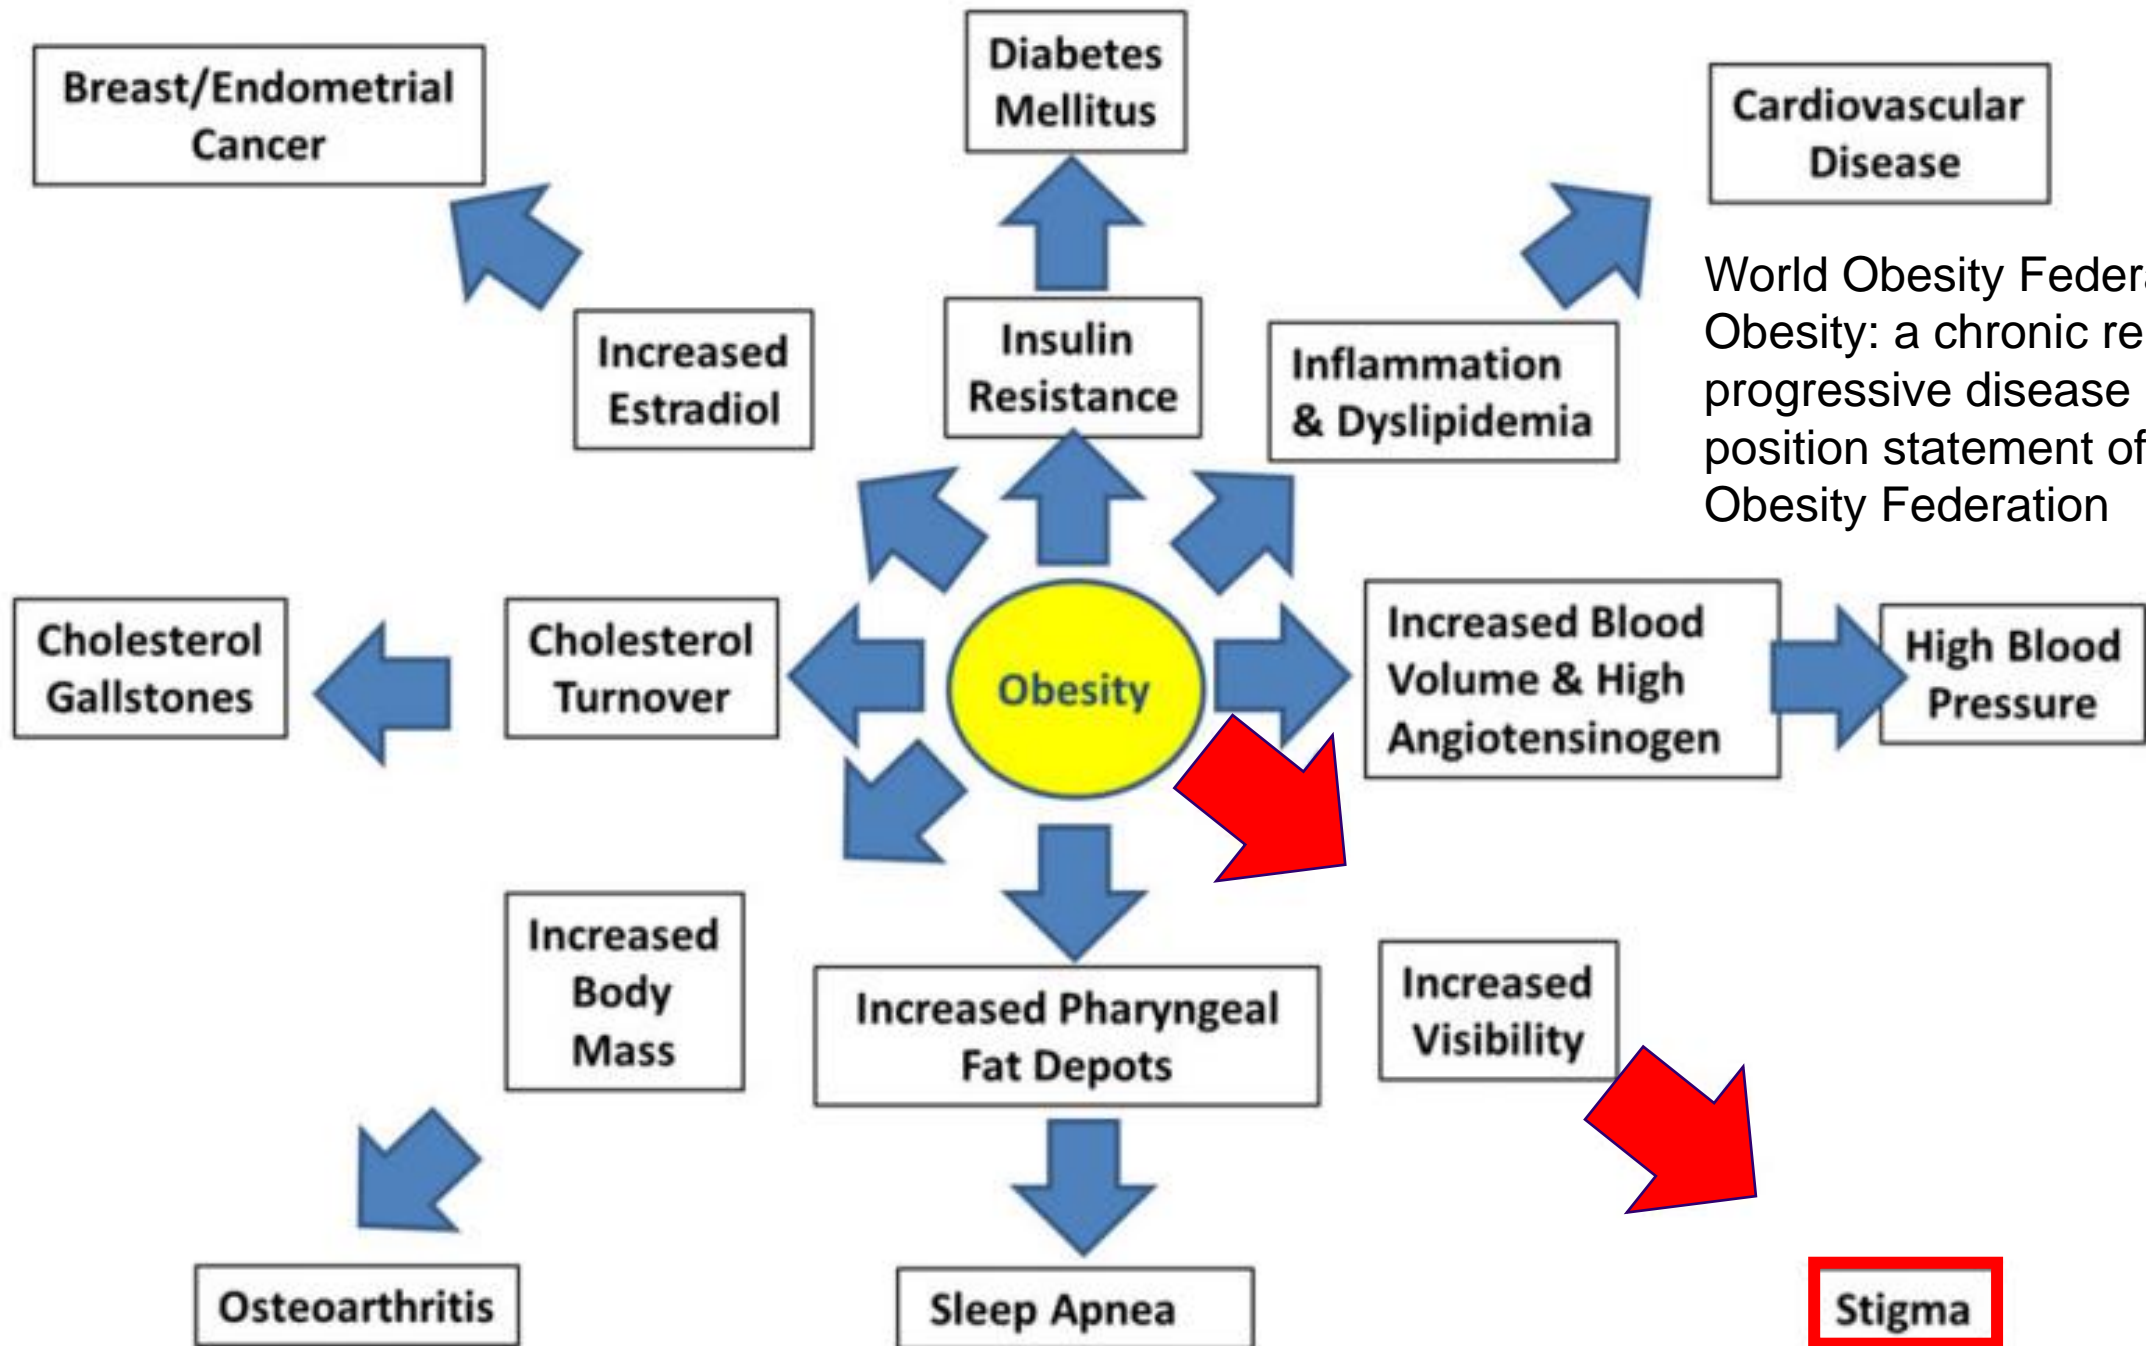 Diabetes
Mellitus
Breast/Endometrial
Cancer
Cardiovascular
Disease
World Obesity
Obesity: a chronic
progressive disease
position statement of
Obesity Federation
Increased
Estradiol
Insulin
Resistance
Inflammation
& Dyslipidemia
Cholesterol
Gallstones
Cholesterol
Turnover
Obesity
Increased Blood
Volume & High
Angiotensinogen
High Blood
Pressure
Increased
Body
Mass
Increased Pharyngeal
Fat Depots
Increased
Visibility
Osteoarthritis
Sleep Apnea
Stigma